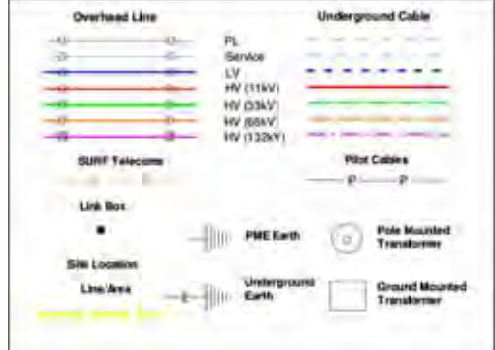 Overhead Line
Underground Cable
PL
Service
LV
HV (11kV)
HV (33kV)
HV (66kV)
HV (132kV)
SURF Telecoms
Pilot Cables
P P
Link Box
PME Earth
Pole Mounted
Transformer
Site Location
Line/Area
Underground
Earth
Ground Mounted
Transformer